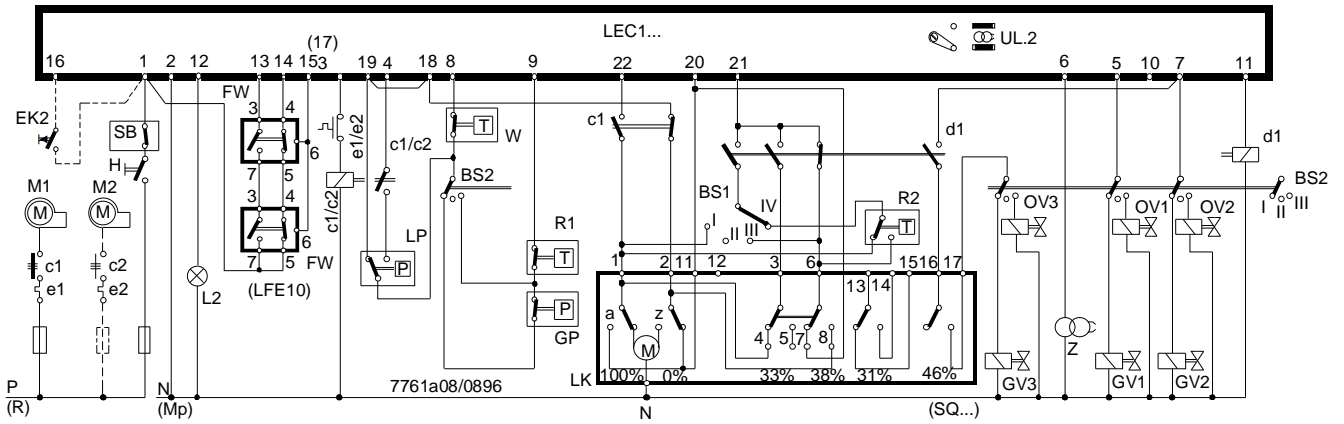 LEC1...
UL.2
16 1 2 12 13 14 15 (17) 3 19 4 18 8 9 22 20 21 6 5 10 7 11
FW
3 4
6
7 5
3 4
6
7 5
FW
(LFE10)
EK2
SB
H
M1
M
M2
M
c1
e1
c2
e2
L2
e1/e2
c1/c2
c1/c2
LP
P
T
W
BS2
R1
T
P
GP
c1
BS1
I
II
III
IV
R2
T
d1
d1
BS2
I II III
OV3
OV1
OV2
1 2 11 12 3 6 13 14 15 16 17
a z
M
4 5 7 8
100% 0% 33% 38% 31% 46%
LK
Z
GV3
GV1
GV2
7761a08/0896
P
(R)
N
(Mp)
N
(SQ...)